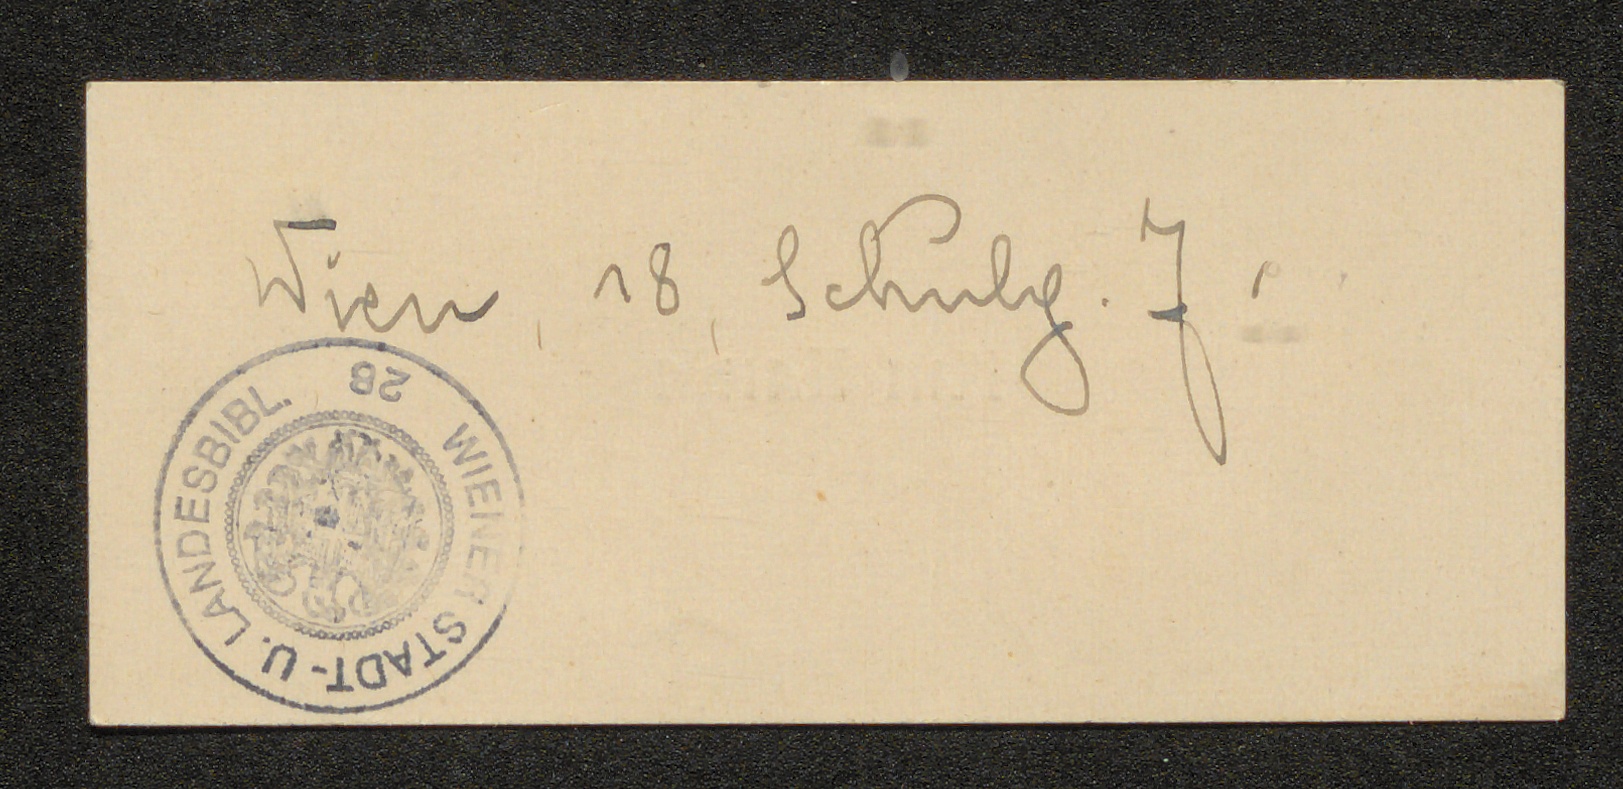 Wien, 18, Schulg. 7
WIENER STADT-U. LANDESBIBL. 28